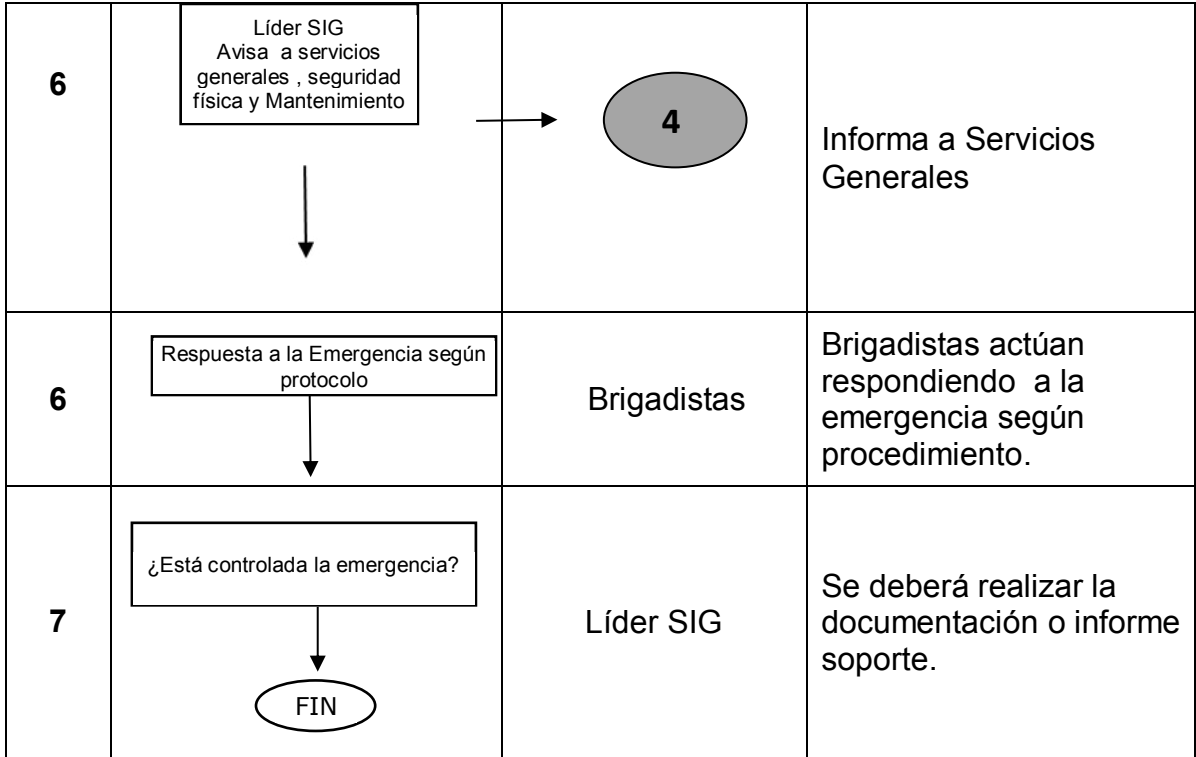 6
Líder SIG
Avisa a servicios
generales , seguridad
física y Mantenimiento
4
Informa a Servicios
Generales
6
Respuesta a la Emergencia según
protocolo
Brigadistas
Brigadistas actúan
respondiendo a la
emergencia según
procedimiento.
7
¿Está controlada la emergencia?
FIN
Líder SIG
Se deberá realizar la
documentación o informe
soporte.